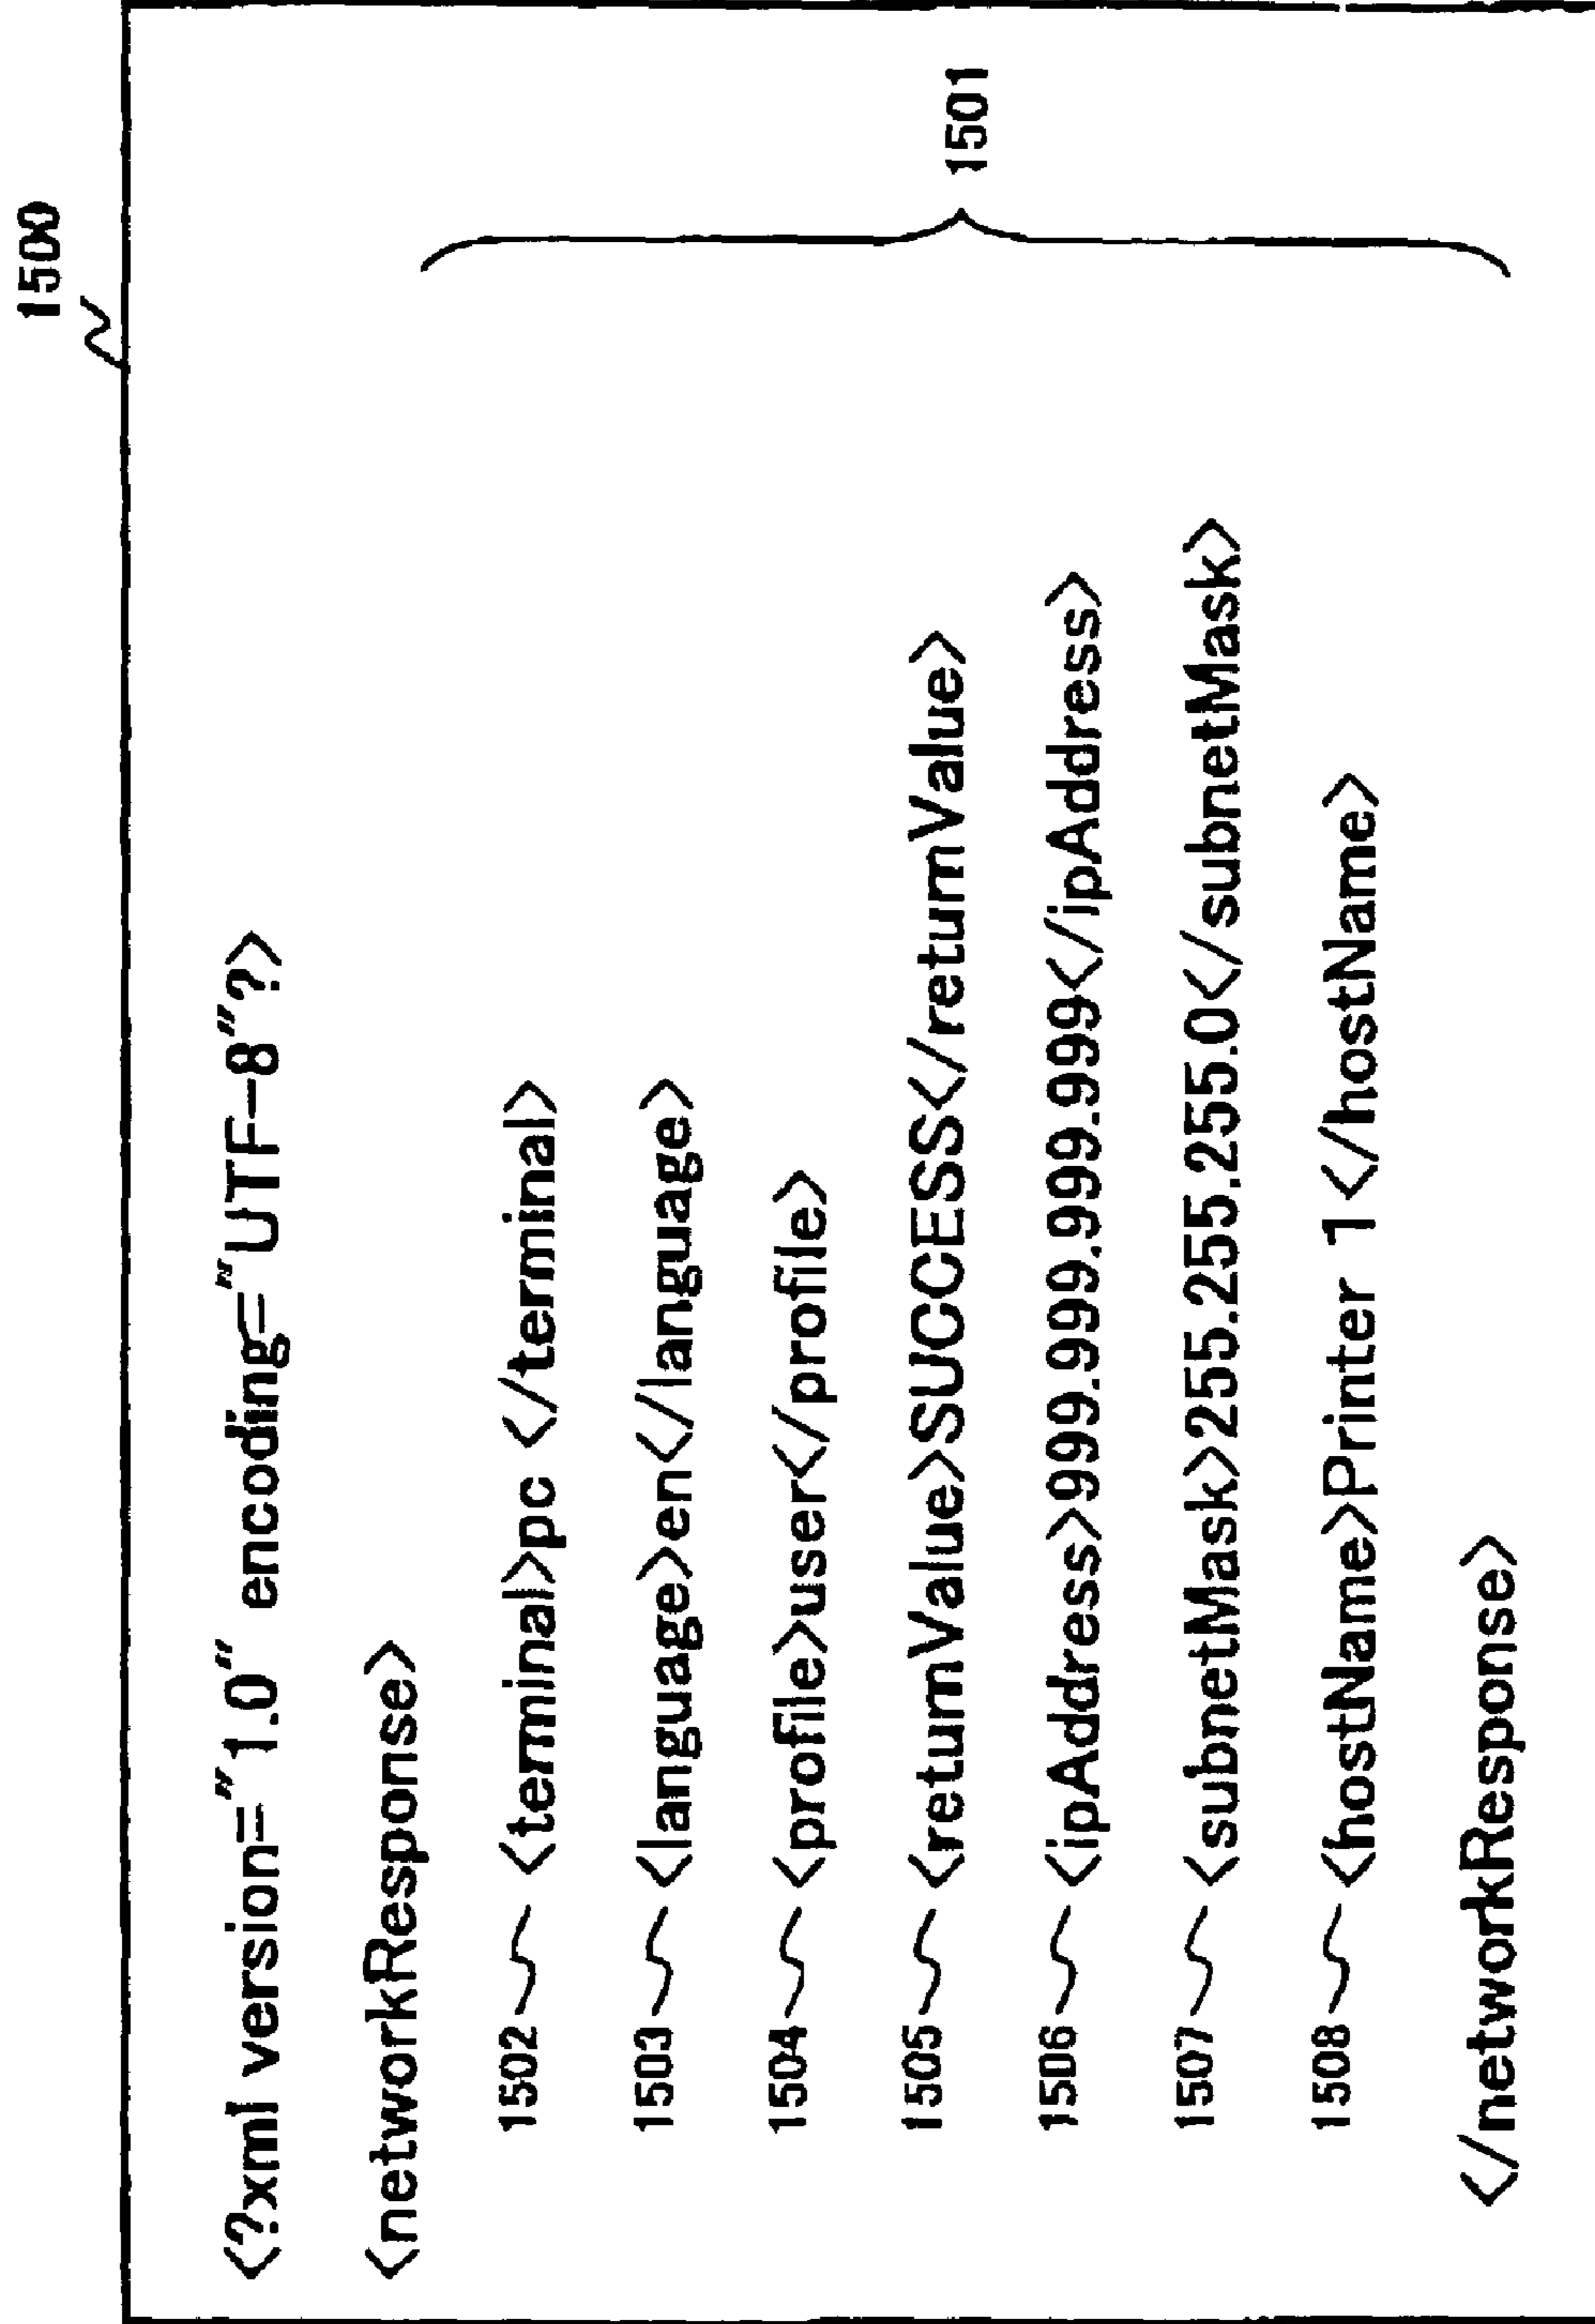 1500
<?xml version="1.0" encoding="UTF-8"?>
<networkResponse>
1502 <terminal>pc </terminal>
1503 <language>en</language>
1504 <profile>user</profile>
1505 <returnValue>SUCCESS</returnValue>
1506 <ipAddress>999.999.999.999</ipAddress>
1507 <subnetMask>255.255.255.0</subnetMask>
1508 <hostName>Printer 1</hostName>
</networkResponse>
1501